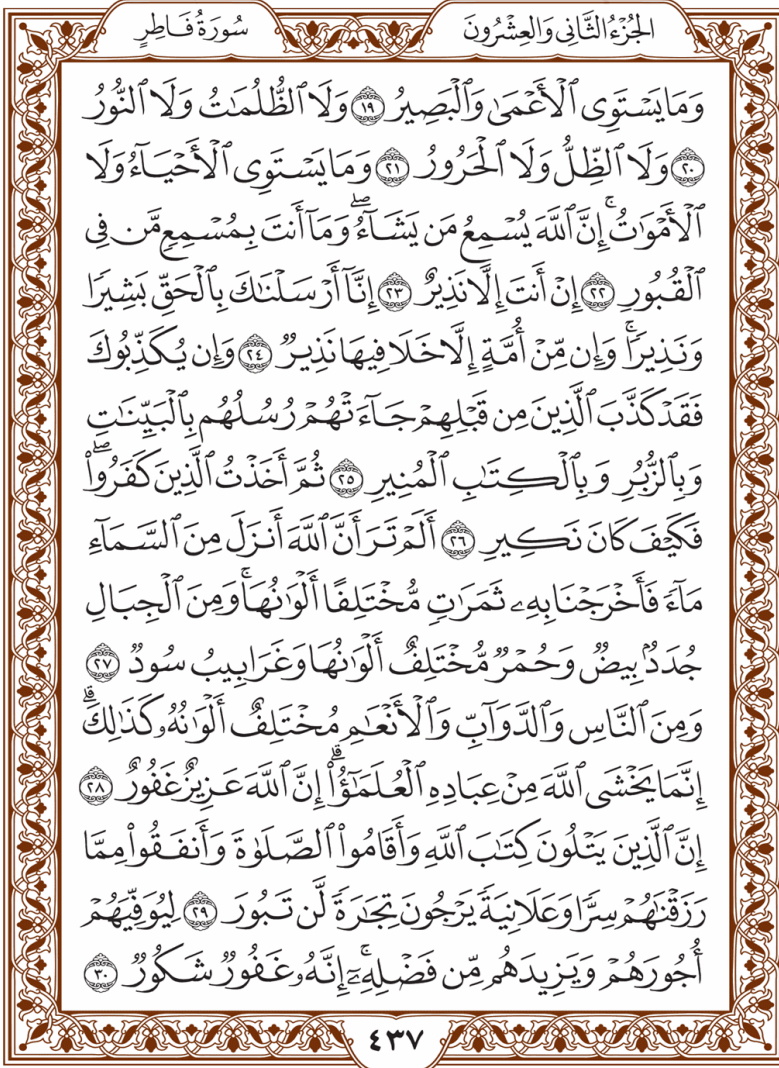 الجُزْءُ الثَّانِي وَالعِشْرُونَ سُورَةُ فَاطِرٍ
وَمَا يَسْتَوِى ٱلْأَعْمَىٰ وَٱلْبَصِيرُ ١٩ وَلَا ٱلظُّلُمَـٰتُ وَلَا ٱلنُّورُ
٢٠ وَلَا ٱلظِّلُّ وَلَا ٱلْحَرُورُ ٢١ وَمَا يَسْتَوِى ٱلْأَحْيَآءُ وَلَا
ٱلْأَمْوَٰتُ ۚ إِنَّ ٱللَّهَ يُسْمِعُ مَن يَشَآءُ ۖ وَمَآ أَنتَ بِمُسْمِعٍ مَّن فِى
ٱلْقُبُورِ ٢٢ إِنْ أَنتَ إِلَّا نَذِيرٌ ٢٣ إِنَّآ أَرْسَلْنَـٰكَ بِٱلْحَقِّ بَشِيرًا
وَنَذِيرًا ۚ وَإِن مِّنْ أُمَّةٍ إِلَّا خَلَا فِيهَا نَذِيرٌ ٢٤ وَإِن يُكَذِّبُوكَ
فَقَدْ كَذَّبَ ٱلَّذِينَ مِن قَبْلِهِمْ جَآءَتْهُمْ رُسُلُهُم بِٱلْبَيِّنَـٰتِ
وَبِٱلزُّبُرِ وَبِٱلْكِتَـٰبِ ٱلْمُنِيرِ ٢٥ ثُمَّ أَخَذْتُ ٱلَّذِينَ كَفَرُوا۟ ۖ
فَكَيْفَ كَانَ نَكِيرِ ٢٦ أَلَمْ تَرَ أَنَّ ٱللَّهَ أَنزَلَ مِنَ ٱلسَّمَآءِ
مَآءً فَأَخْرَجْنَا بِهِۦ ثَمَرَٰتٍ مُّخْتَلِفًا أَلْوَٰنُهَا ۚ وَمِنَ ٱلْجِبَالِ
جُدَدٌۢ بِيضٌ وَحُمْرٌ مُّخْتَلِفٌ أَلْوَٰنُهَا وَغَرَابِيبُ سُودٌ ٢٧
وَمِنَ ٱلنَّاسِ وَٱلدَّوَآبِّ وَٱلْأَنْعَـٰمِ مُخْتَلِفٌ أَلْوَٰنُهُۥ كَذَٰلِكَ ۗ
إِنَّمَا يَخْشَى ٱللَّهَ مِنْ عِبَادِهِ ٱلْعُلَمَـٰٓؤُا۟ ۗ إِنَّ ٱللَّهَ عَزِيزٌ غَفُورٌ ٢٨
إِنَّ ٱلَّذِينَ يَتْلُونَ كِتَـٰبَ ٱللَّهِ وَأَقَامُوا۟ ٱلصَّلَوٰةَ وَأَنفَقُوا۟ مِمَّا
رَزَقْنَـٰهُمْ سِرًّا وَعَلَانِيَةً يَرْجُونَ تِجَـٰرَةً لَّن تَبُورَ ٢٩ لِيُوَفِّيَهُمْ
أُجُورَهُمْ وَيَزِيدَهُم مِّن فَضْلِهِۦٓ ۚ إِنَّهُۥ غَفُورٌ شَكُورٌ ٣٠
٤٣٧